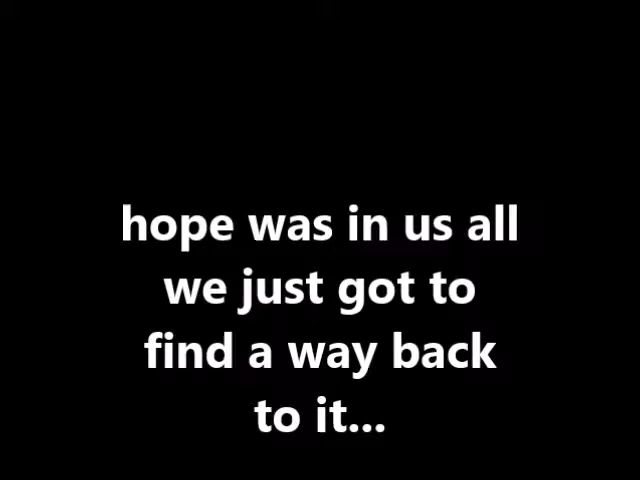 hope was in us all
we just got to
find a way back
to it...